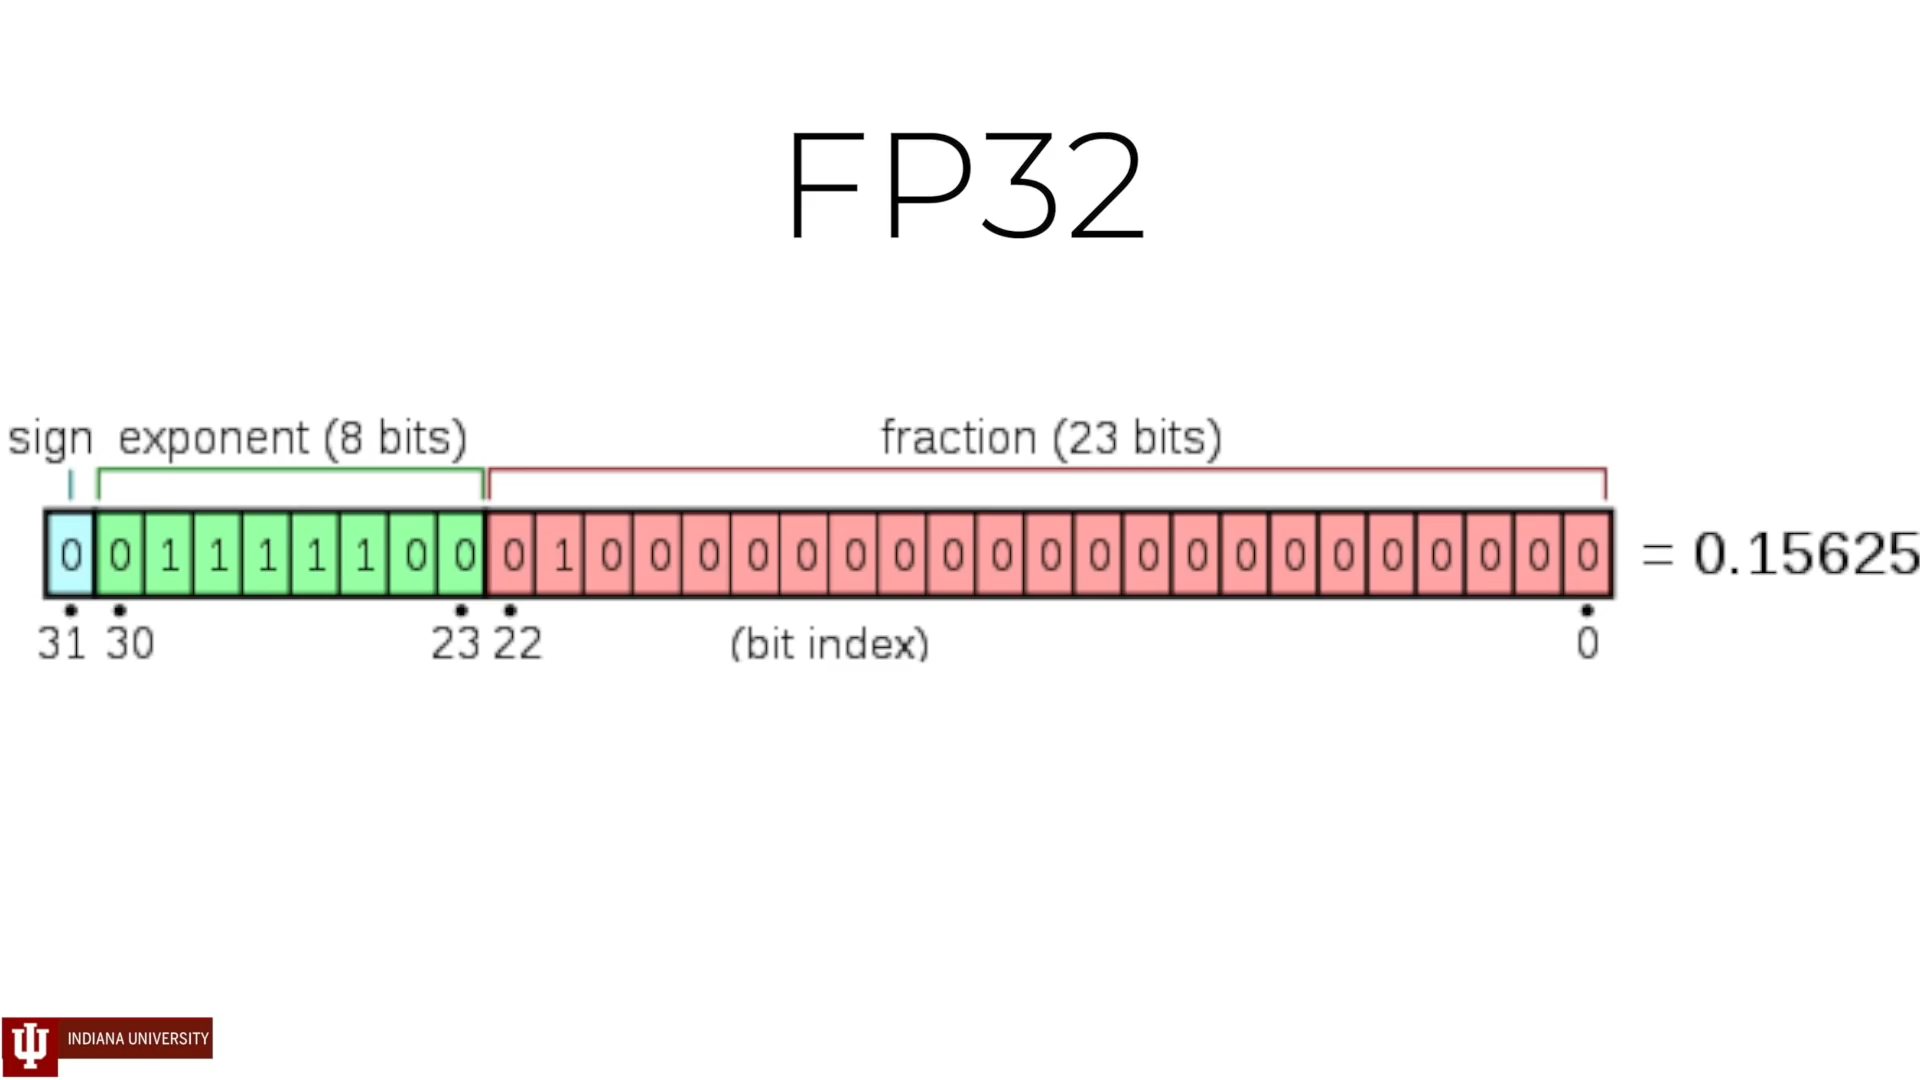 FP32
sign exponent (8 bits) fraction (23 bits)
0 0 1 1 1 1 1 0 0 0 1 0 0 0 0 0 0 0 0 0 0 0 0 0 0 0 0 0 0 0 0 0 = 0.15625
31 30 23 22 (bit index) 0
INDIANA UNIVERSITY